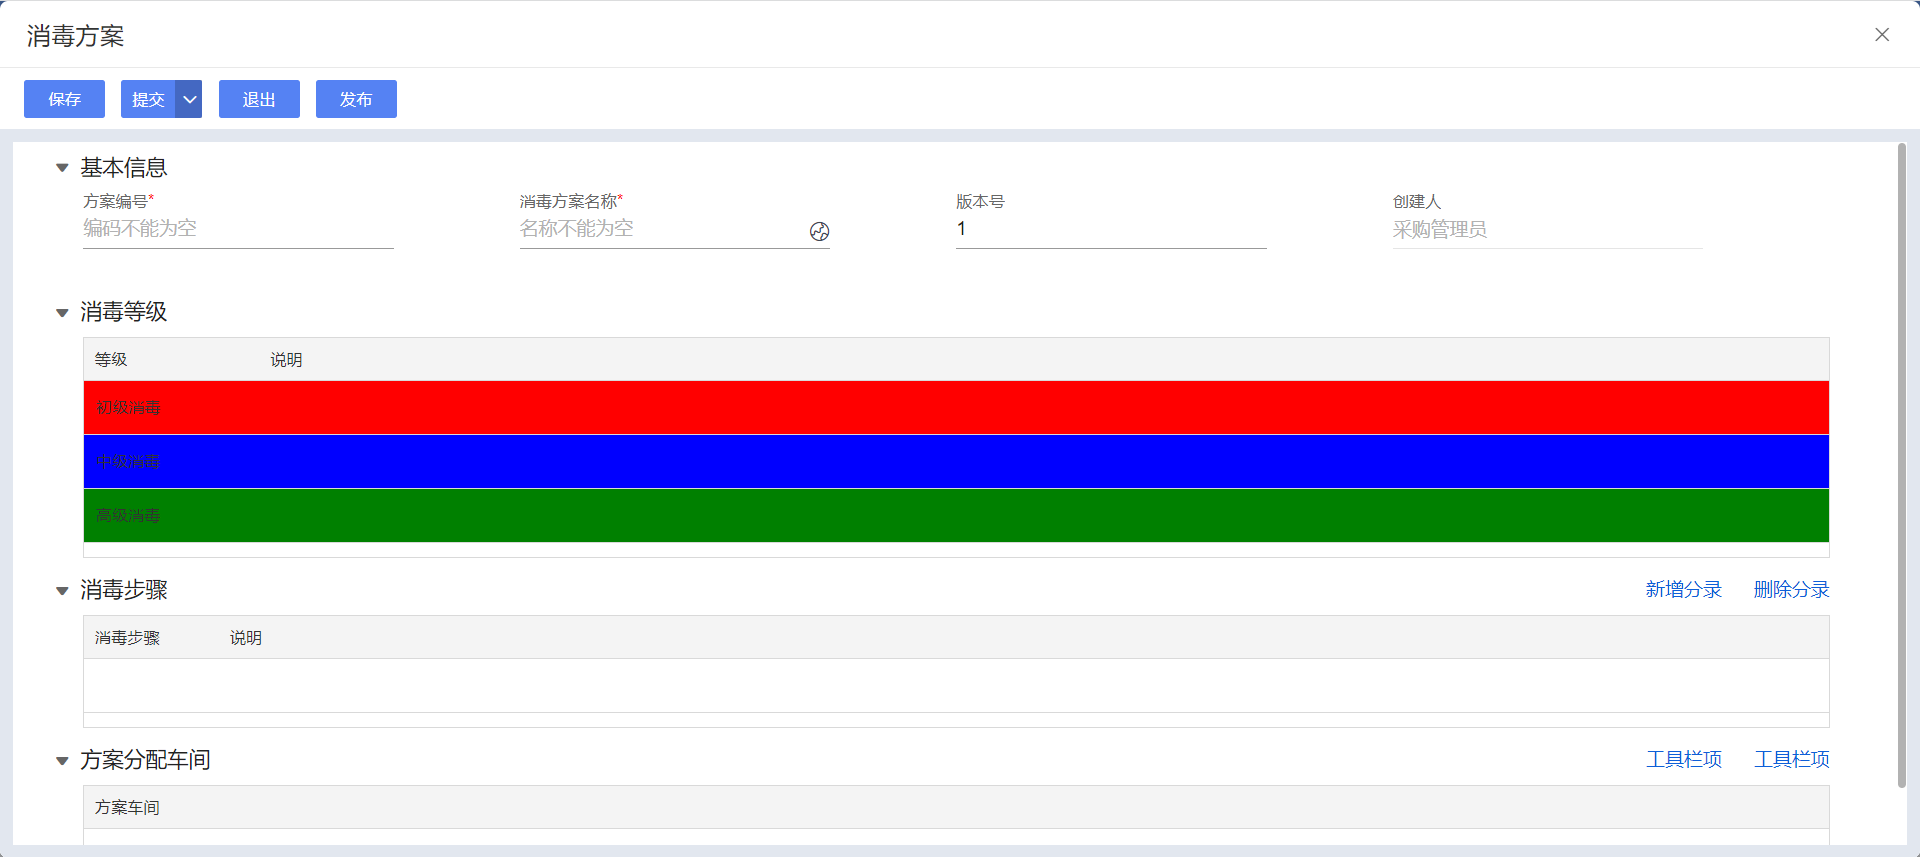 消毒方案
保存 提交 退出 发布
基本信息
方案编号* 消毒方案名称* 版本号 创建人
编码不能为空 名称不能为空 1 采购管理员
消毒等级
等级 说明
初级消毒
中级消毒
高级消毒
消毒步骤 新增分录 删除分录
消毒步骤 说明
方案分配车间 工具栏项 工具栏项
方案车间